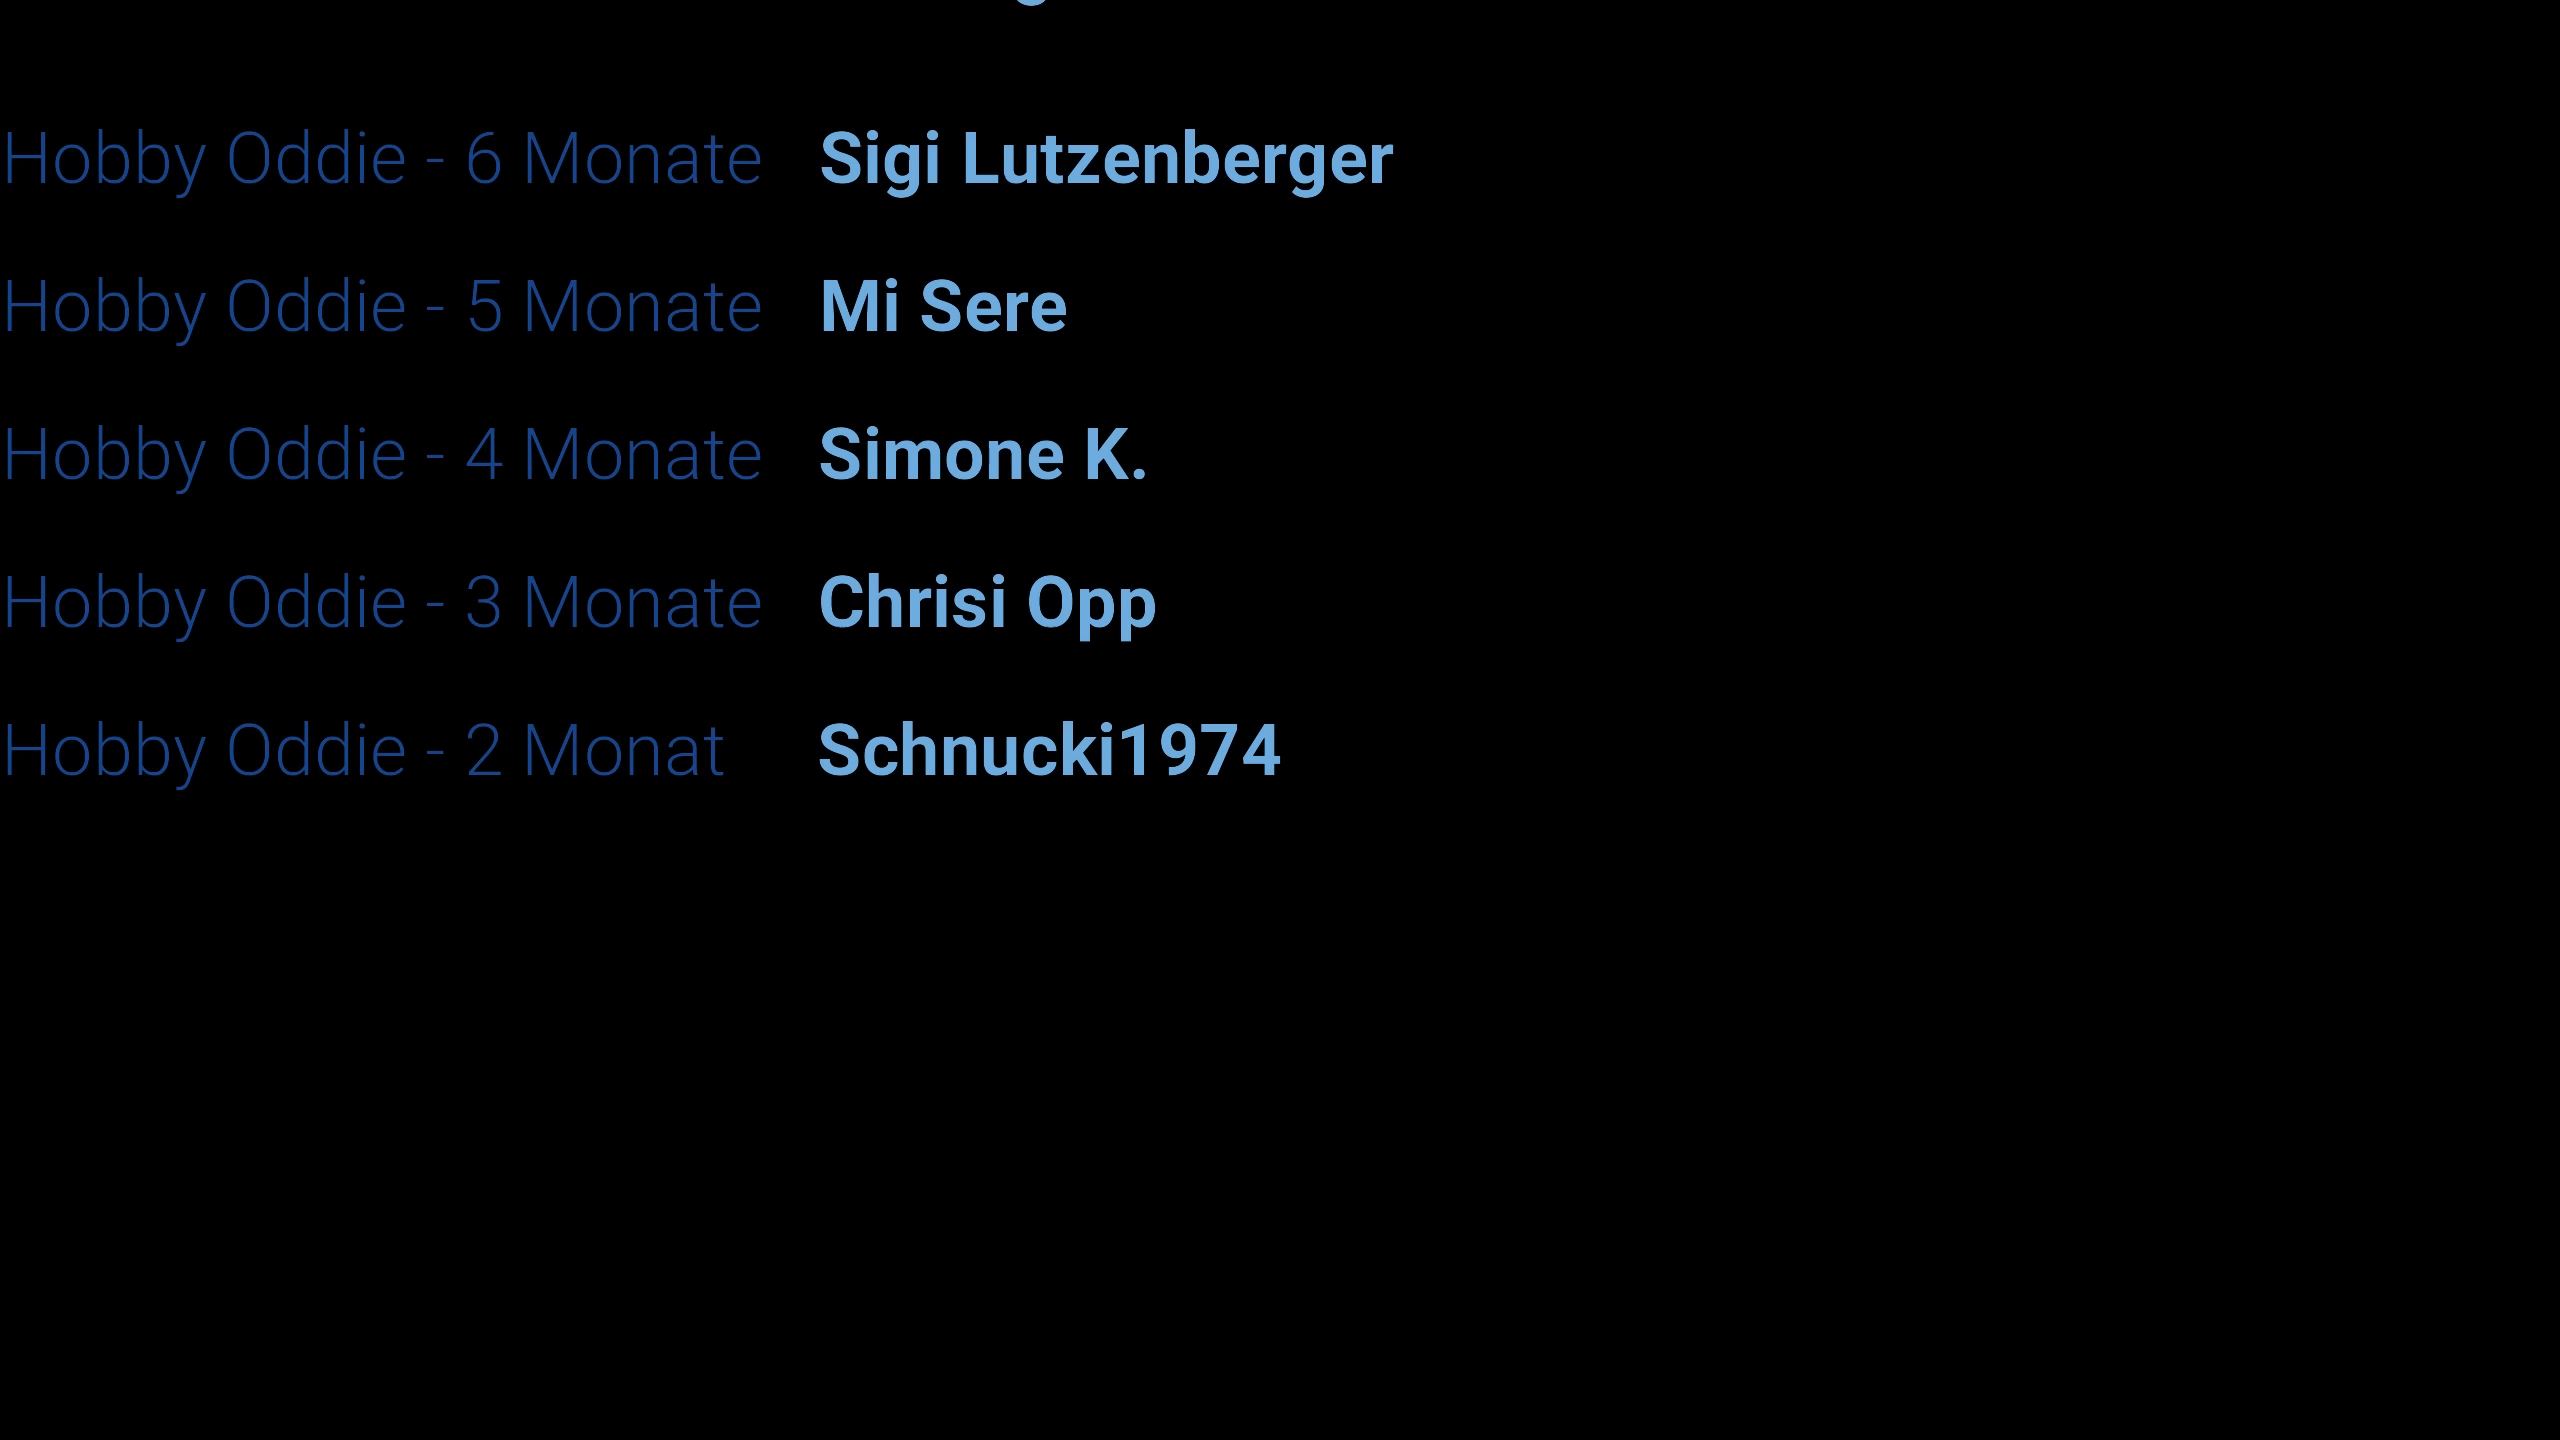 Hobby Oddie - 6 Monate Sigi Lutzenberger
Hobby Oddie - 5 Monate Mi Sere
Hobby Oddie - 4 Monate Simone K.
Hobby Oddie - 3 Monate Chrisi Opp
Hobby Oddie - 2 Monat Schnucki1974